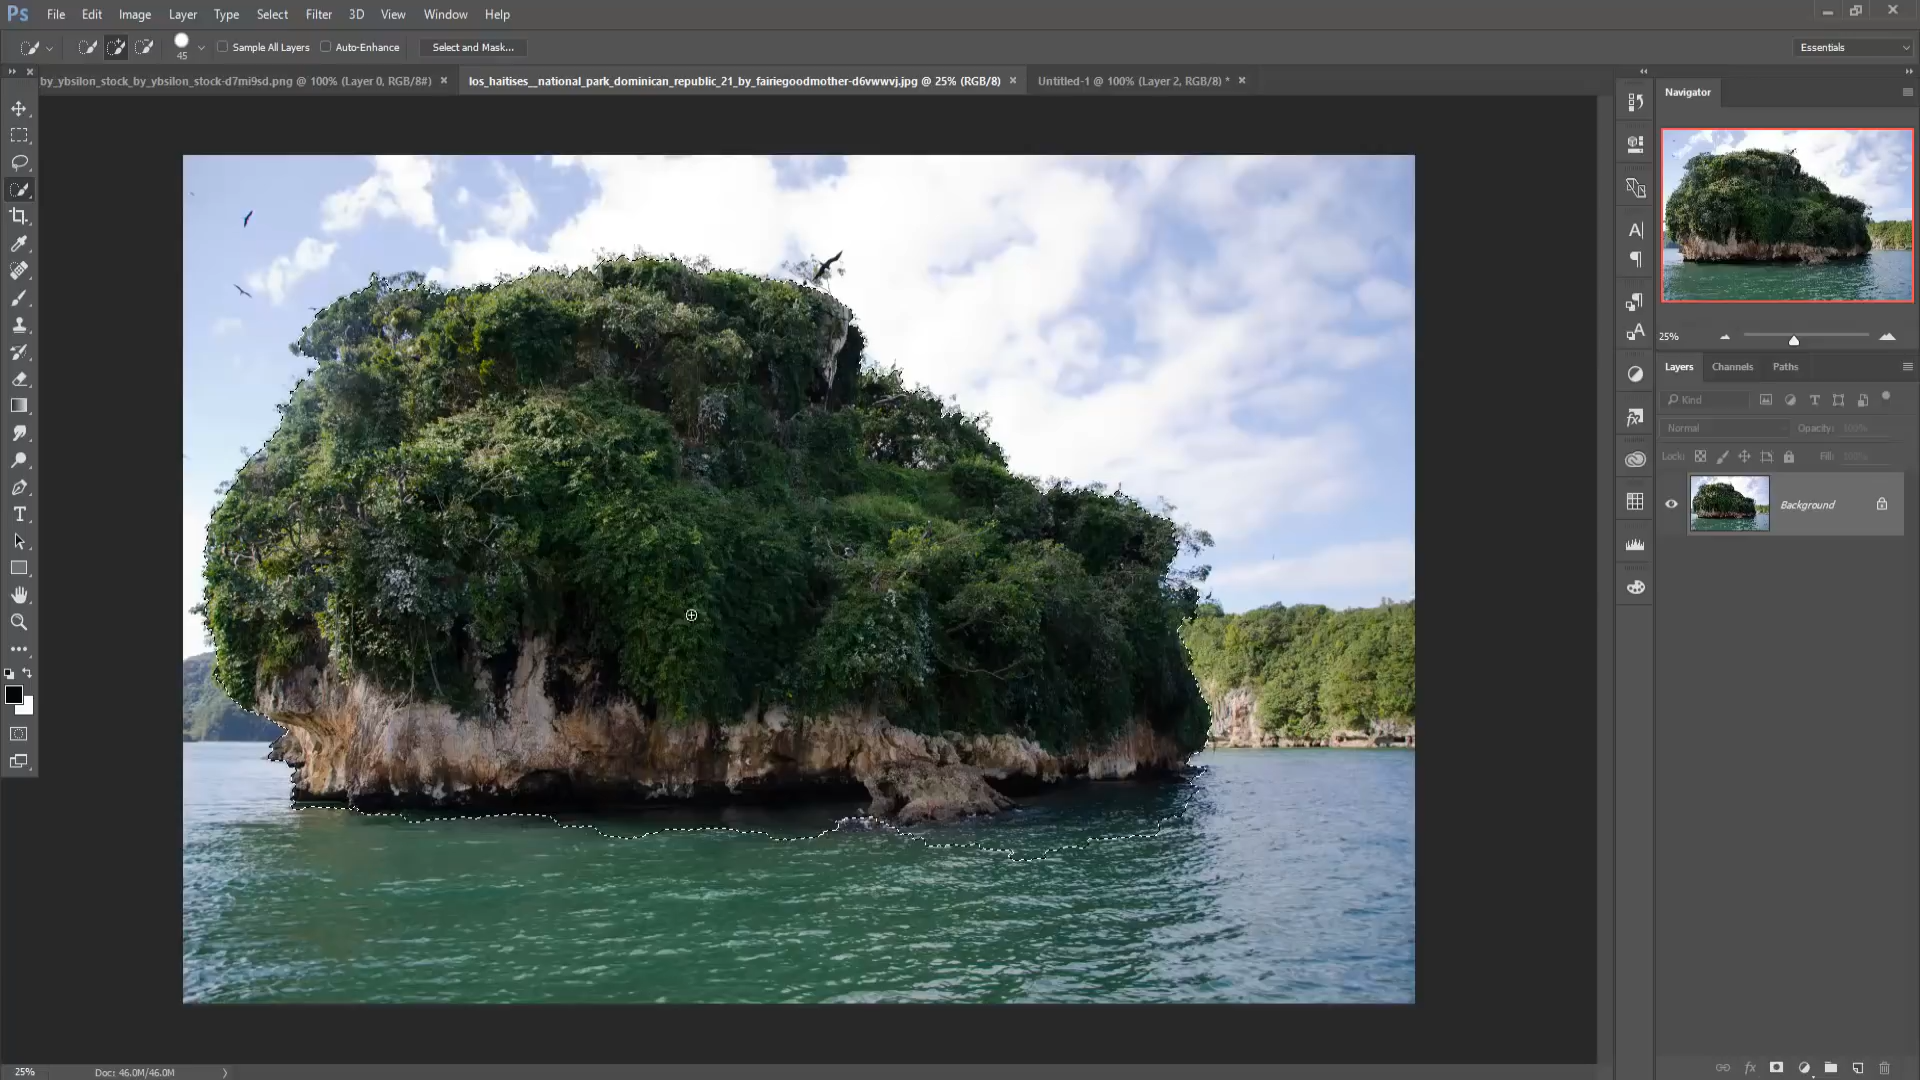 Ps File Edit Image Layer Type Select Filter 3D View Window Help
45 Sample All Layers Auto-Enhance Select and Mask... Essentials
by_ybsilon_stock_by_ybsilon_stock-d7mi9sd.png @ 100% (Layer 0, RGB/8#) × los_haitises__national_park_dominican_republic_21_by_fairiegoodmother-d6vwwvj.jpg @ 25% (RGB/8) × Untitled-1 @ 100% (Layer 2, RGB/8) * ×
Navigator
25%
Layers Channels Paths
Kind
Normal Opacity: 100%
Lock: Fill: 100%
Background
25% Doc: 46.0M/46.0M